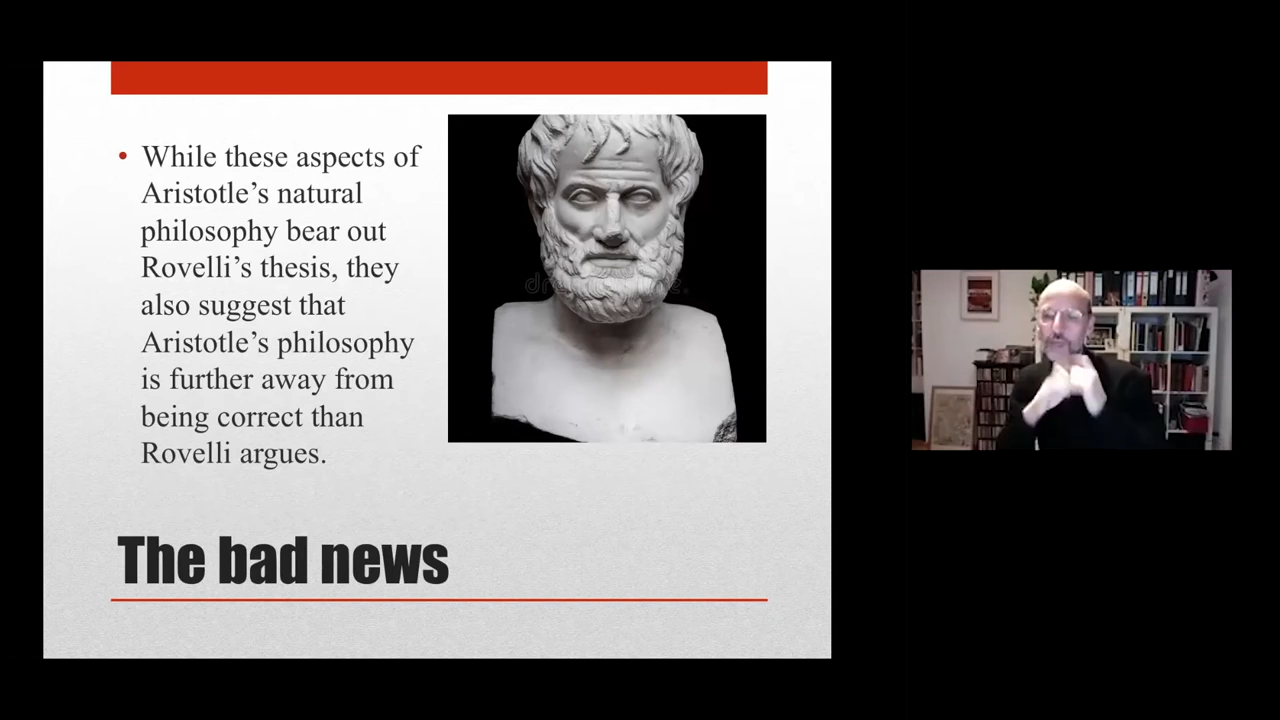 While these aspects of
Aristotle’s natural
philosophy bear out
Rovelli’s thesis, they
also suggest that
Aristotle’s philosophy
is further away from
being correct than
Rovelli argues.
The bad news